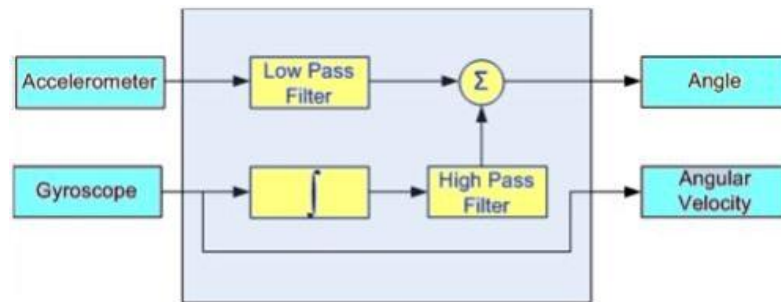 Accelerometer
Low Pass
Filter
Σ
Angle
Gyroscope
∫
High Pass
Filter
Angular
Velocity